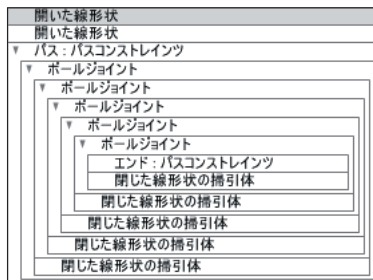 開いた線形状
開いた線形状
パス : パスコンストレインツ
ボールジョイント
ボールジョイント
ボールジョイント
ボールジョイント
ボールジョイント
エンド : パスコンストレインツ
閉じた線形状の掃引体
閉じた線形状の掃引体
閉じた線形状の掃引体
閉じた線形状の掃引体
閉じた線形状の掃引体